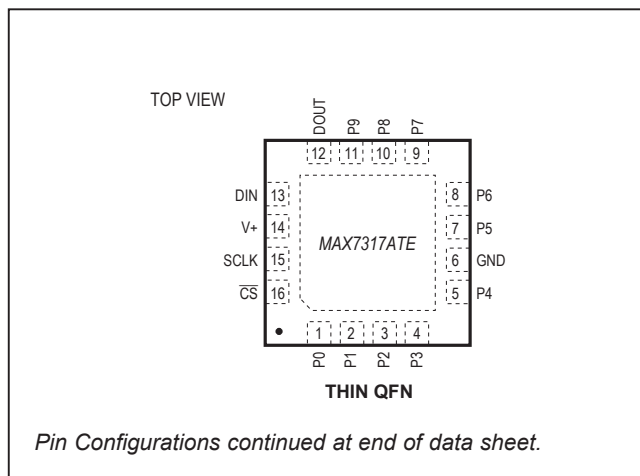 TOP VIEW
DOUT P9 P8 P7
12 11 10 9
DIN 13 8 P6
V+ 14 MAX7317ATE 7 P5
SCLK 15 6 GND
CS 16 5 P4
1 2 3 4
P0 P1 P2 P3
THIN QFN
Pin Configurations continued at end of data sheet.